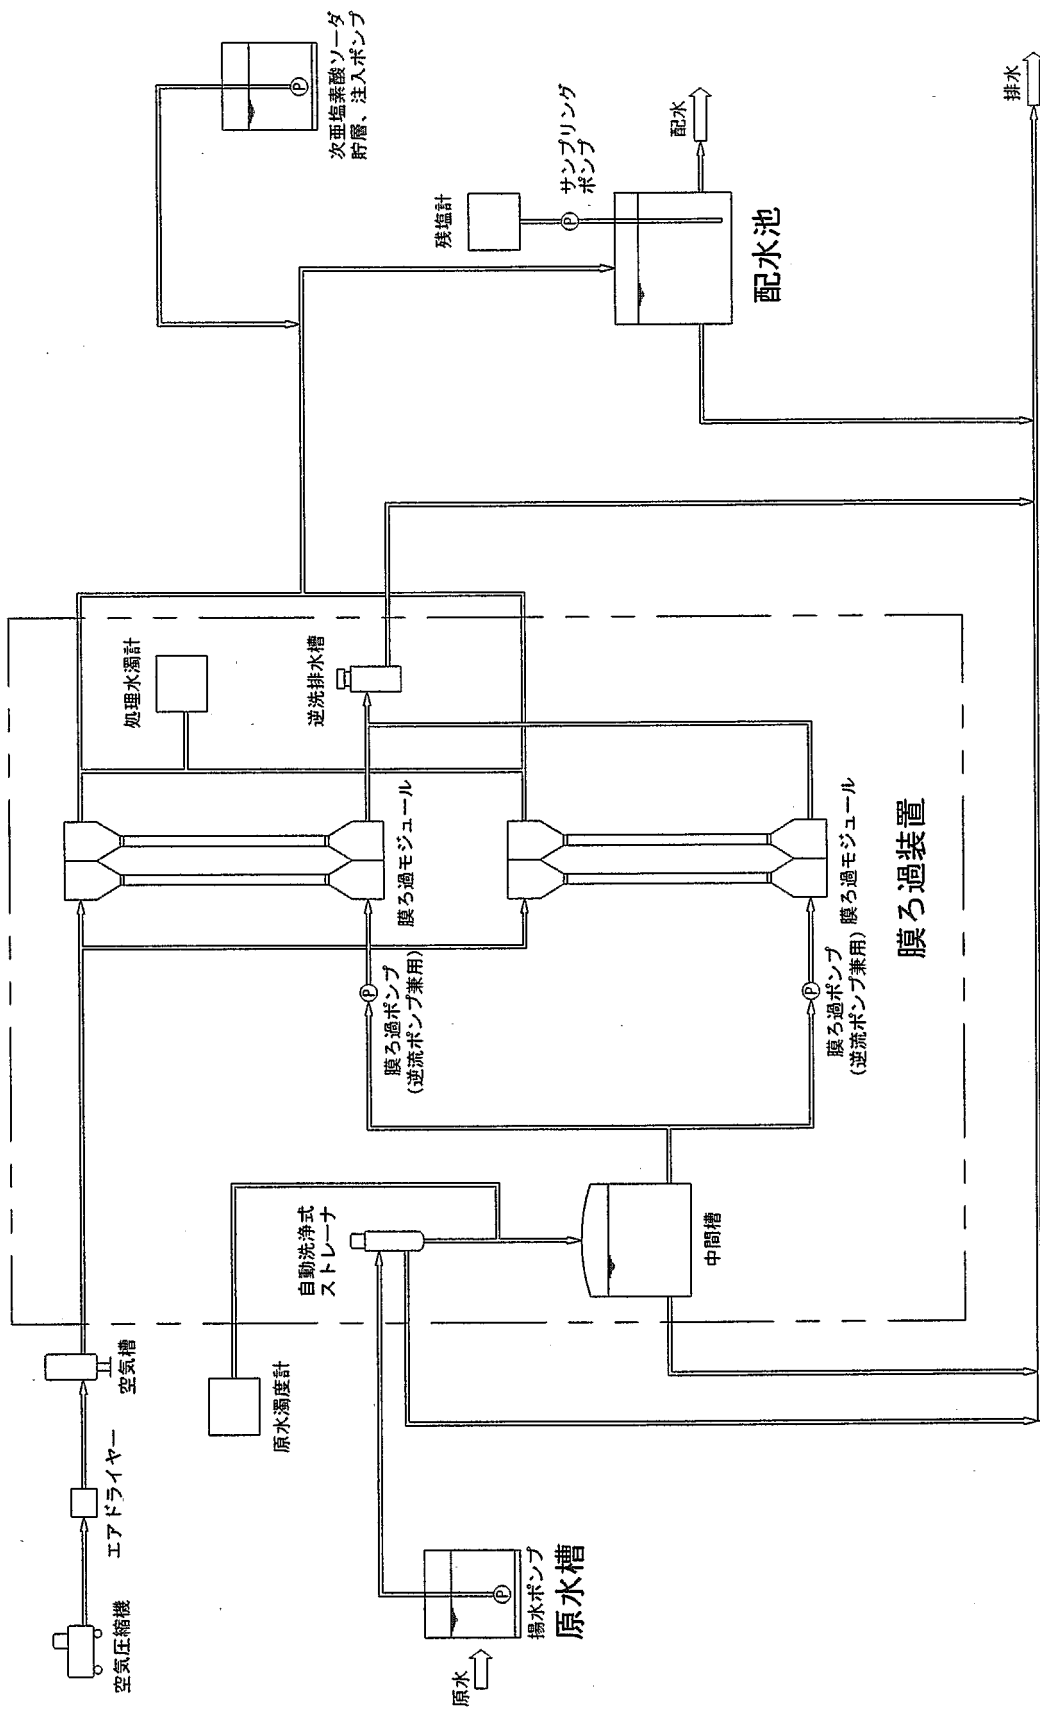 空気圧縮機
エアドライヤー
空気槽
原水濁度計
自動洗浄式
ストレーナ
原水
P
揚水ポンプ
原水槽
中間槽
P
膜ろ過ポンプ
(逆流ポンプ兼用)
膜ろ過モジュール
P
膜ろ過ポンプ
(逆流ポンプ兼用)
膜ろ過モジュール
膜ろ過装置
処理水濁計
逆洗排水槽
P
次亜塩素酸ソーダ
貯層、注入ポンプ
残塩計
P
サンプリング
ポンプ
配水
配水池
排水